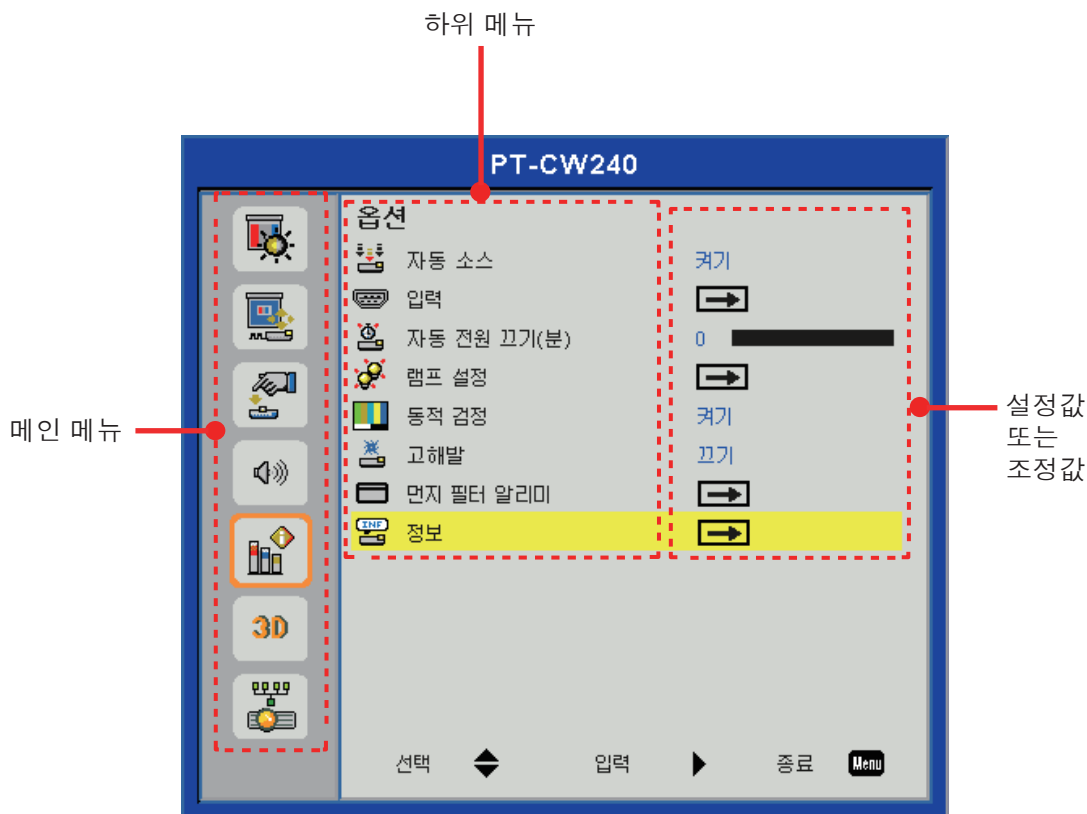 하위 메뉴
PT-CW240
옵션
자동 소스 켜기
입력
자동 전원 끄기(분) 0
램프 설정
동적 검정 켜기
고해발 끄기
먼지 필터 알리미
INF
정보
3D
메인 메뉴
설정값
또는
조정값
선택 입력 종료 Menu